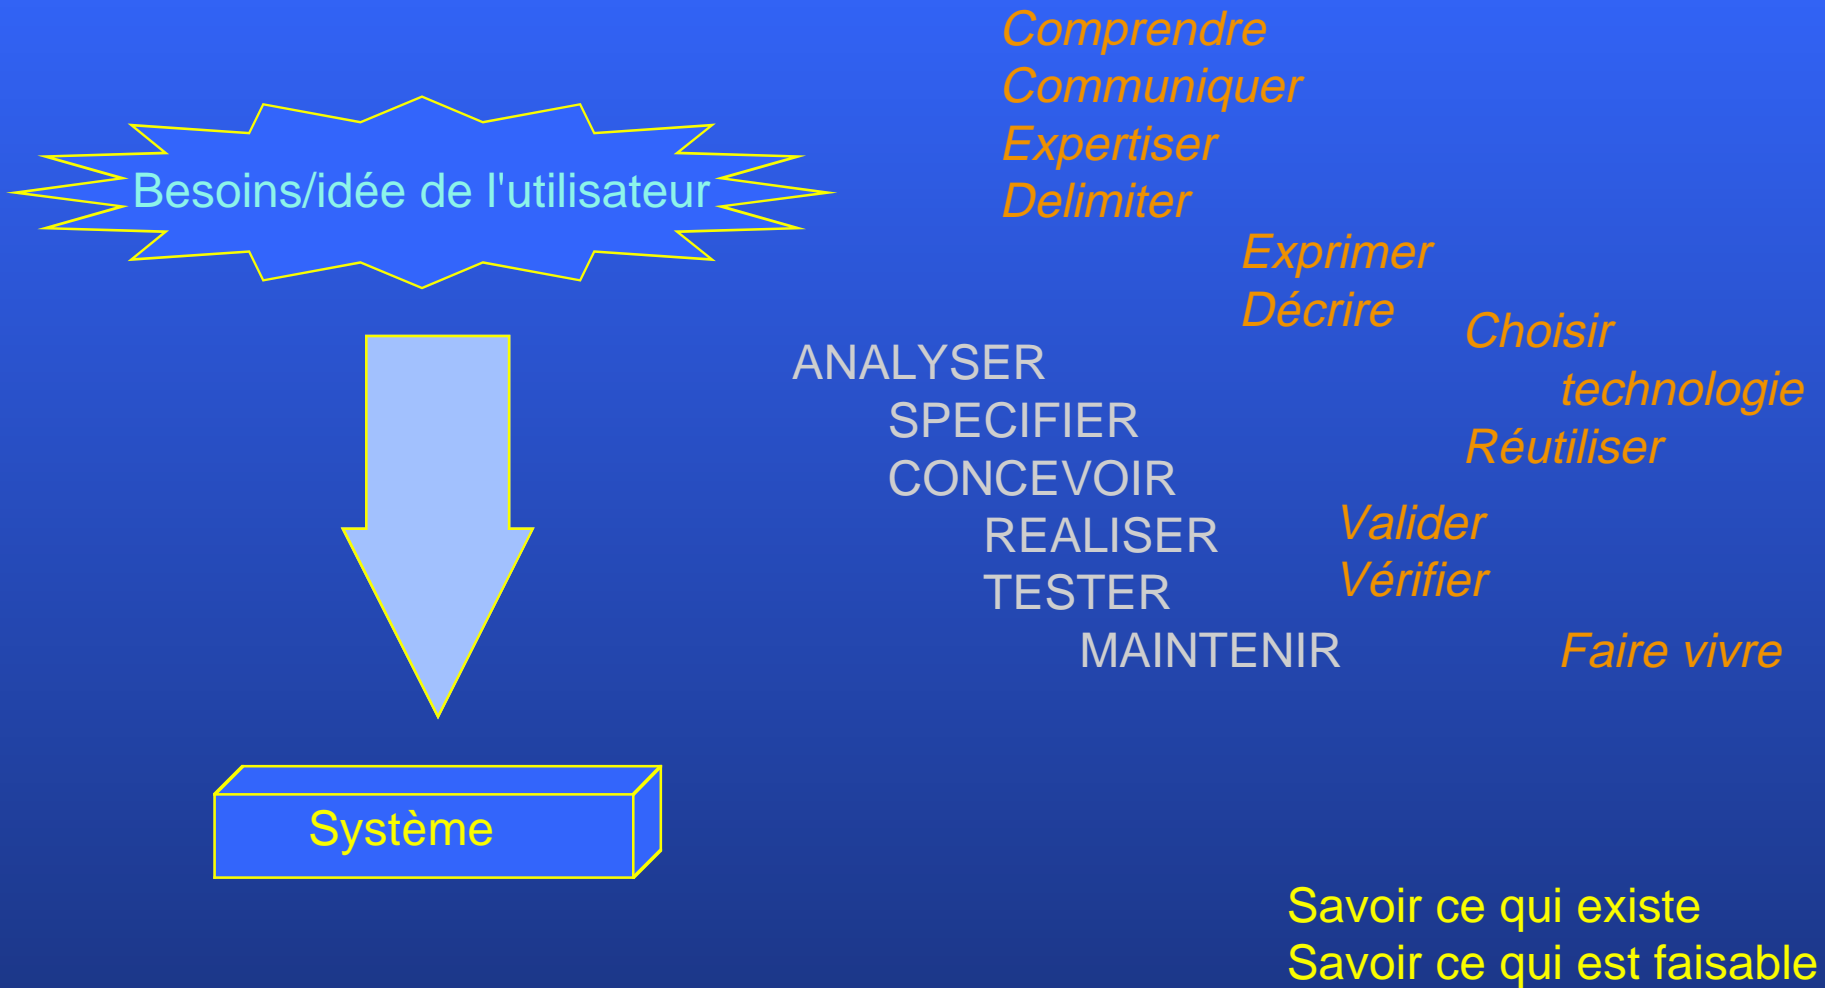 Comprendre
Communiquer
Expertiser
Delimiter
Besoins/idée de l'utilisateur
Exprimer
Décrire
Choisir
technologie
Réutiliser
ANALYSER
SPECIFIER
CONCEVOIR
REALISER
TESTER
MAINTENIR
Valider
Vérifier
Faire vivre
Système
Savoir ce qui existe
Savoir ce qui est faisable